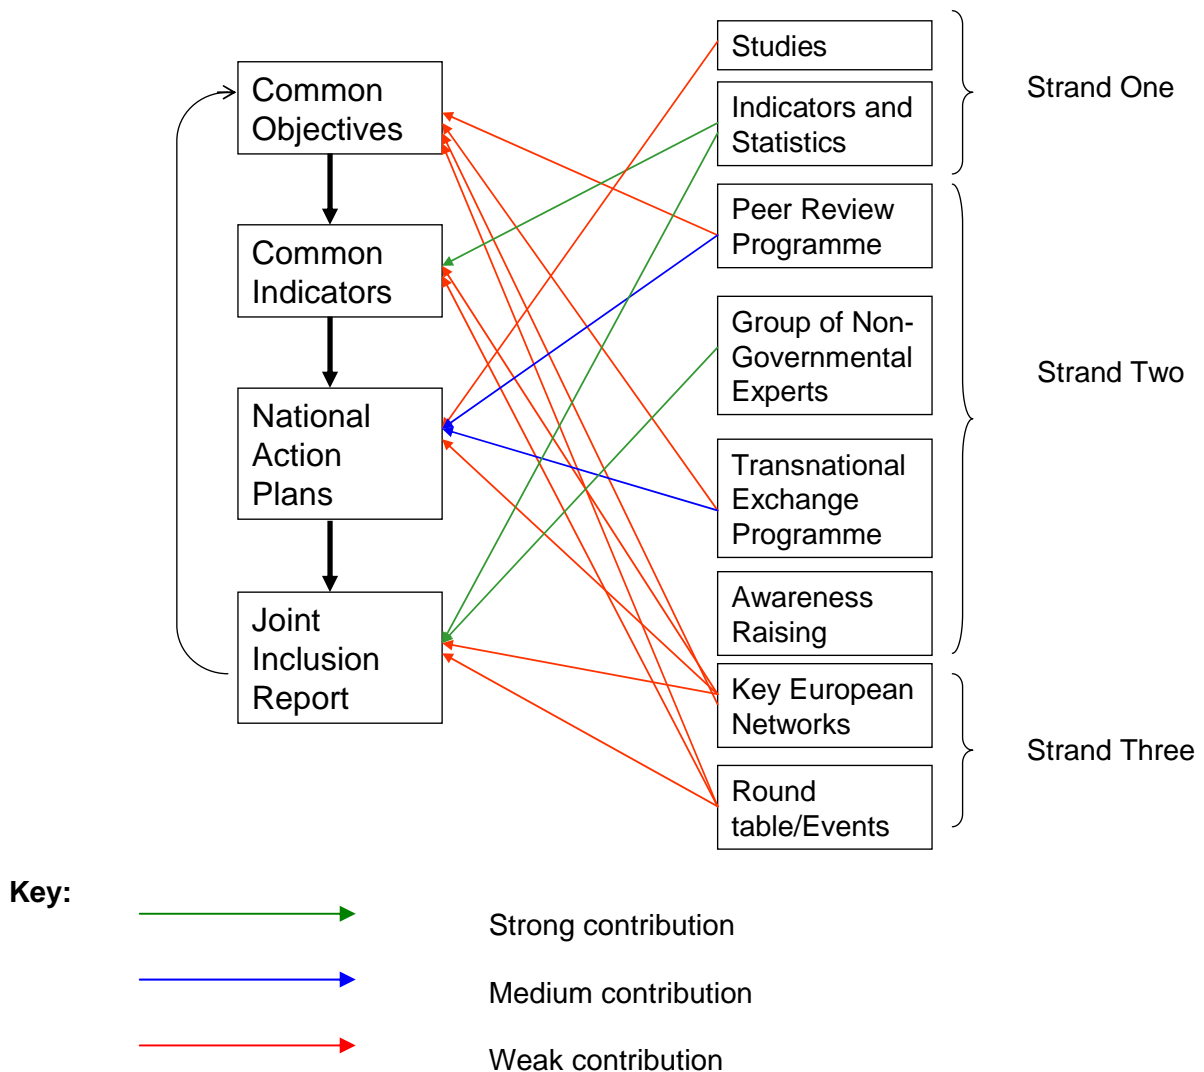 Common
Objectives
Common
Indicators
National
Action
Plans
Joint
Inclusion
Report
Studies
Indicators and
Statistics
Peer Review
Programme
Group of Non-
Governmental
Experts
Transnational
Exchange
Programme
Awareness
Raising
Key European
Networks
Round
table/Events
Strand One
Strand Two
Strand Three
Key:
Strong contribution
Medium contribution
Weak contribution